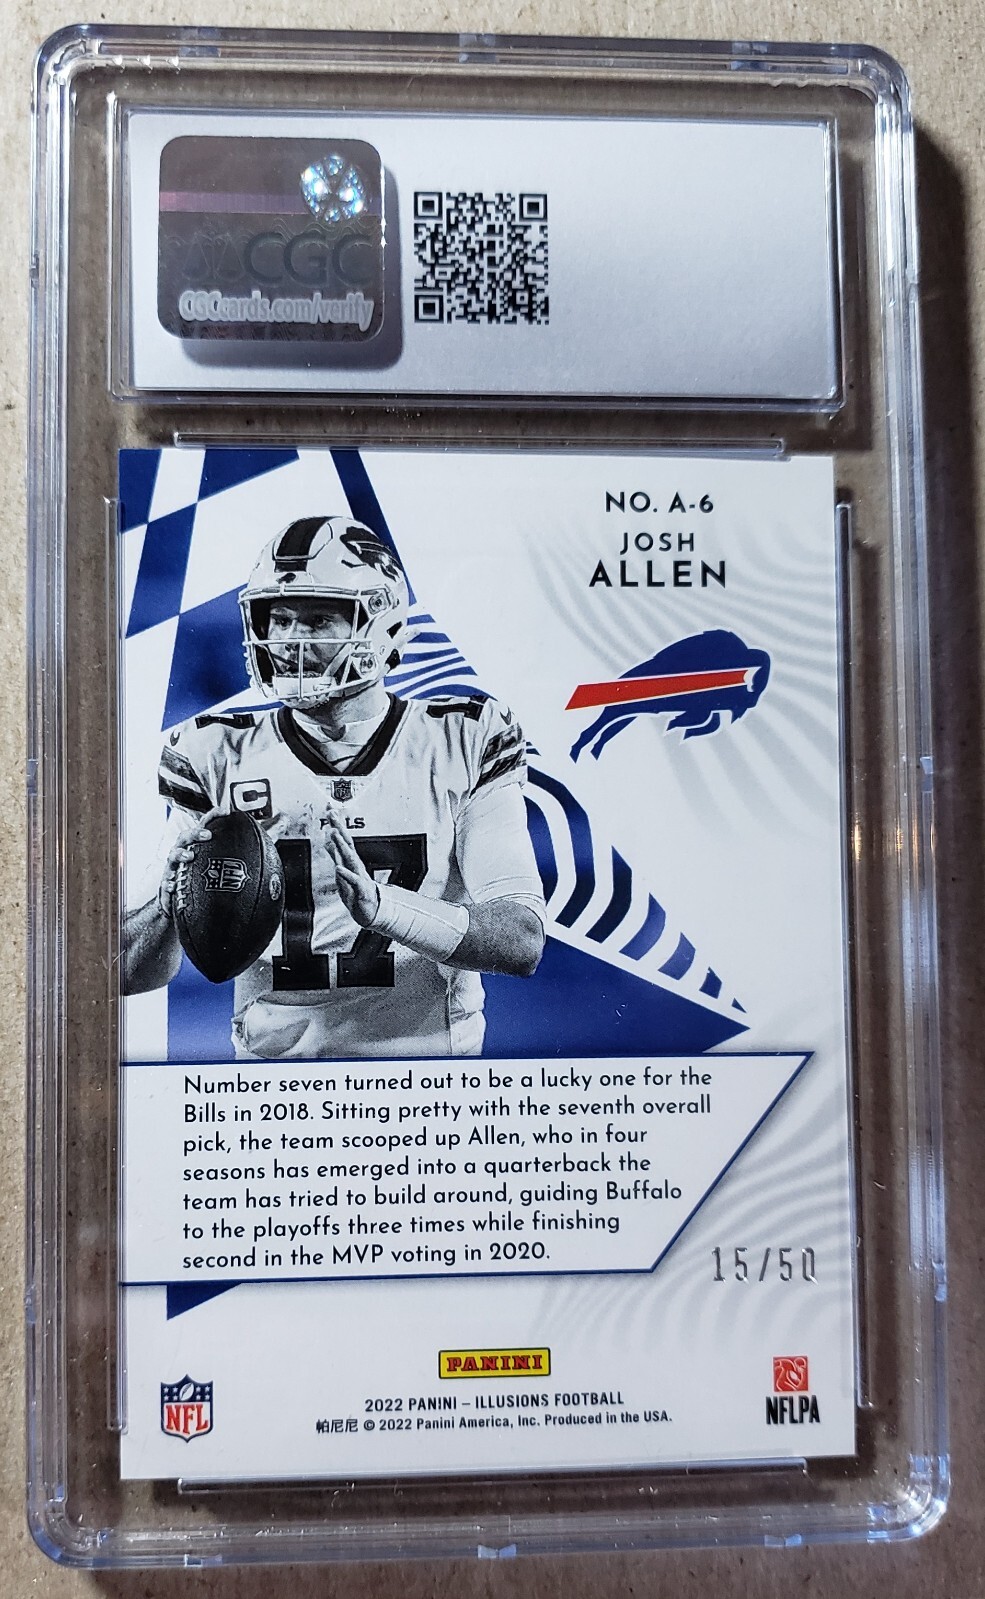 CGC
CGCcards.com/verify
NO. A-6
JOSH
ALLEN
17
17
C
NFL
17
Number seven turned out to be a lucky one for the
Bills in 2018. Sitting pretty with the seventh overall
pick, the team scooped up Allen, who in four
seasons has emerged into a quarterback the
team has tried to build around, guiding Buffalo
to the playoffs three times while finishing
second in the MVP voting in 2020.
15/50
PANINI
NFL
2022 PANINI – ILLUSIONS FOOTBALL
帕尼尼 © 2022 Panini America, Inc. Produced in the USA.
NFLPA